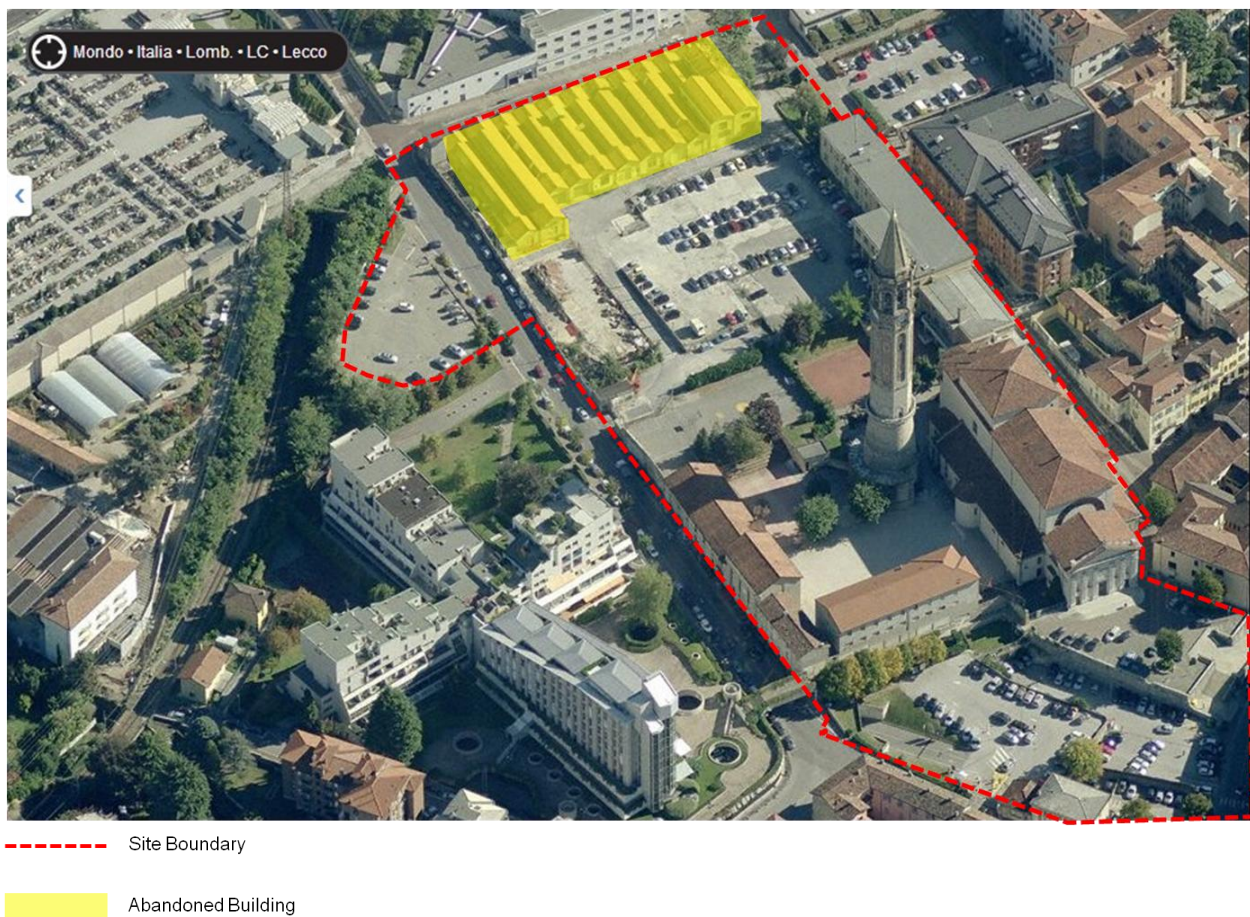 Mondo • Italia • Lomb. • LC • Lecco
Site Boundary
Abandoned Building